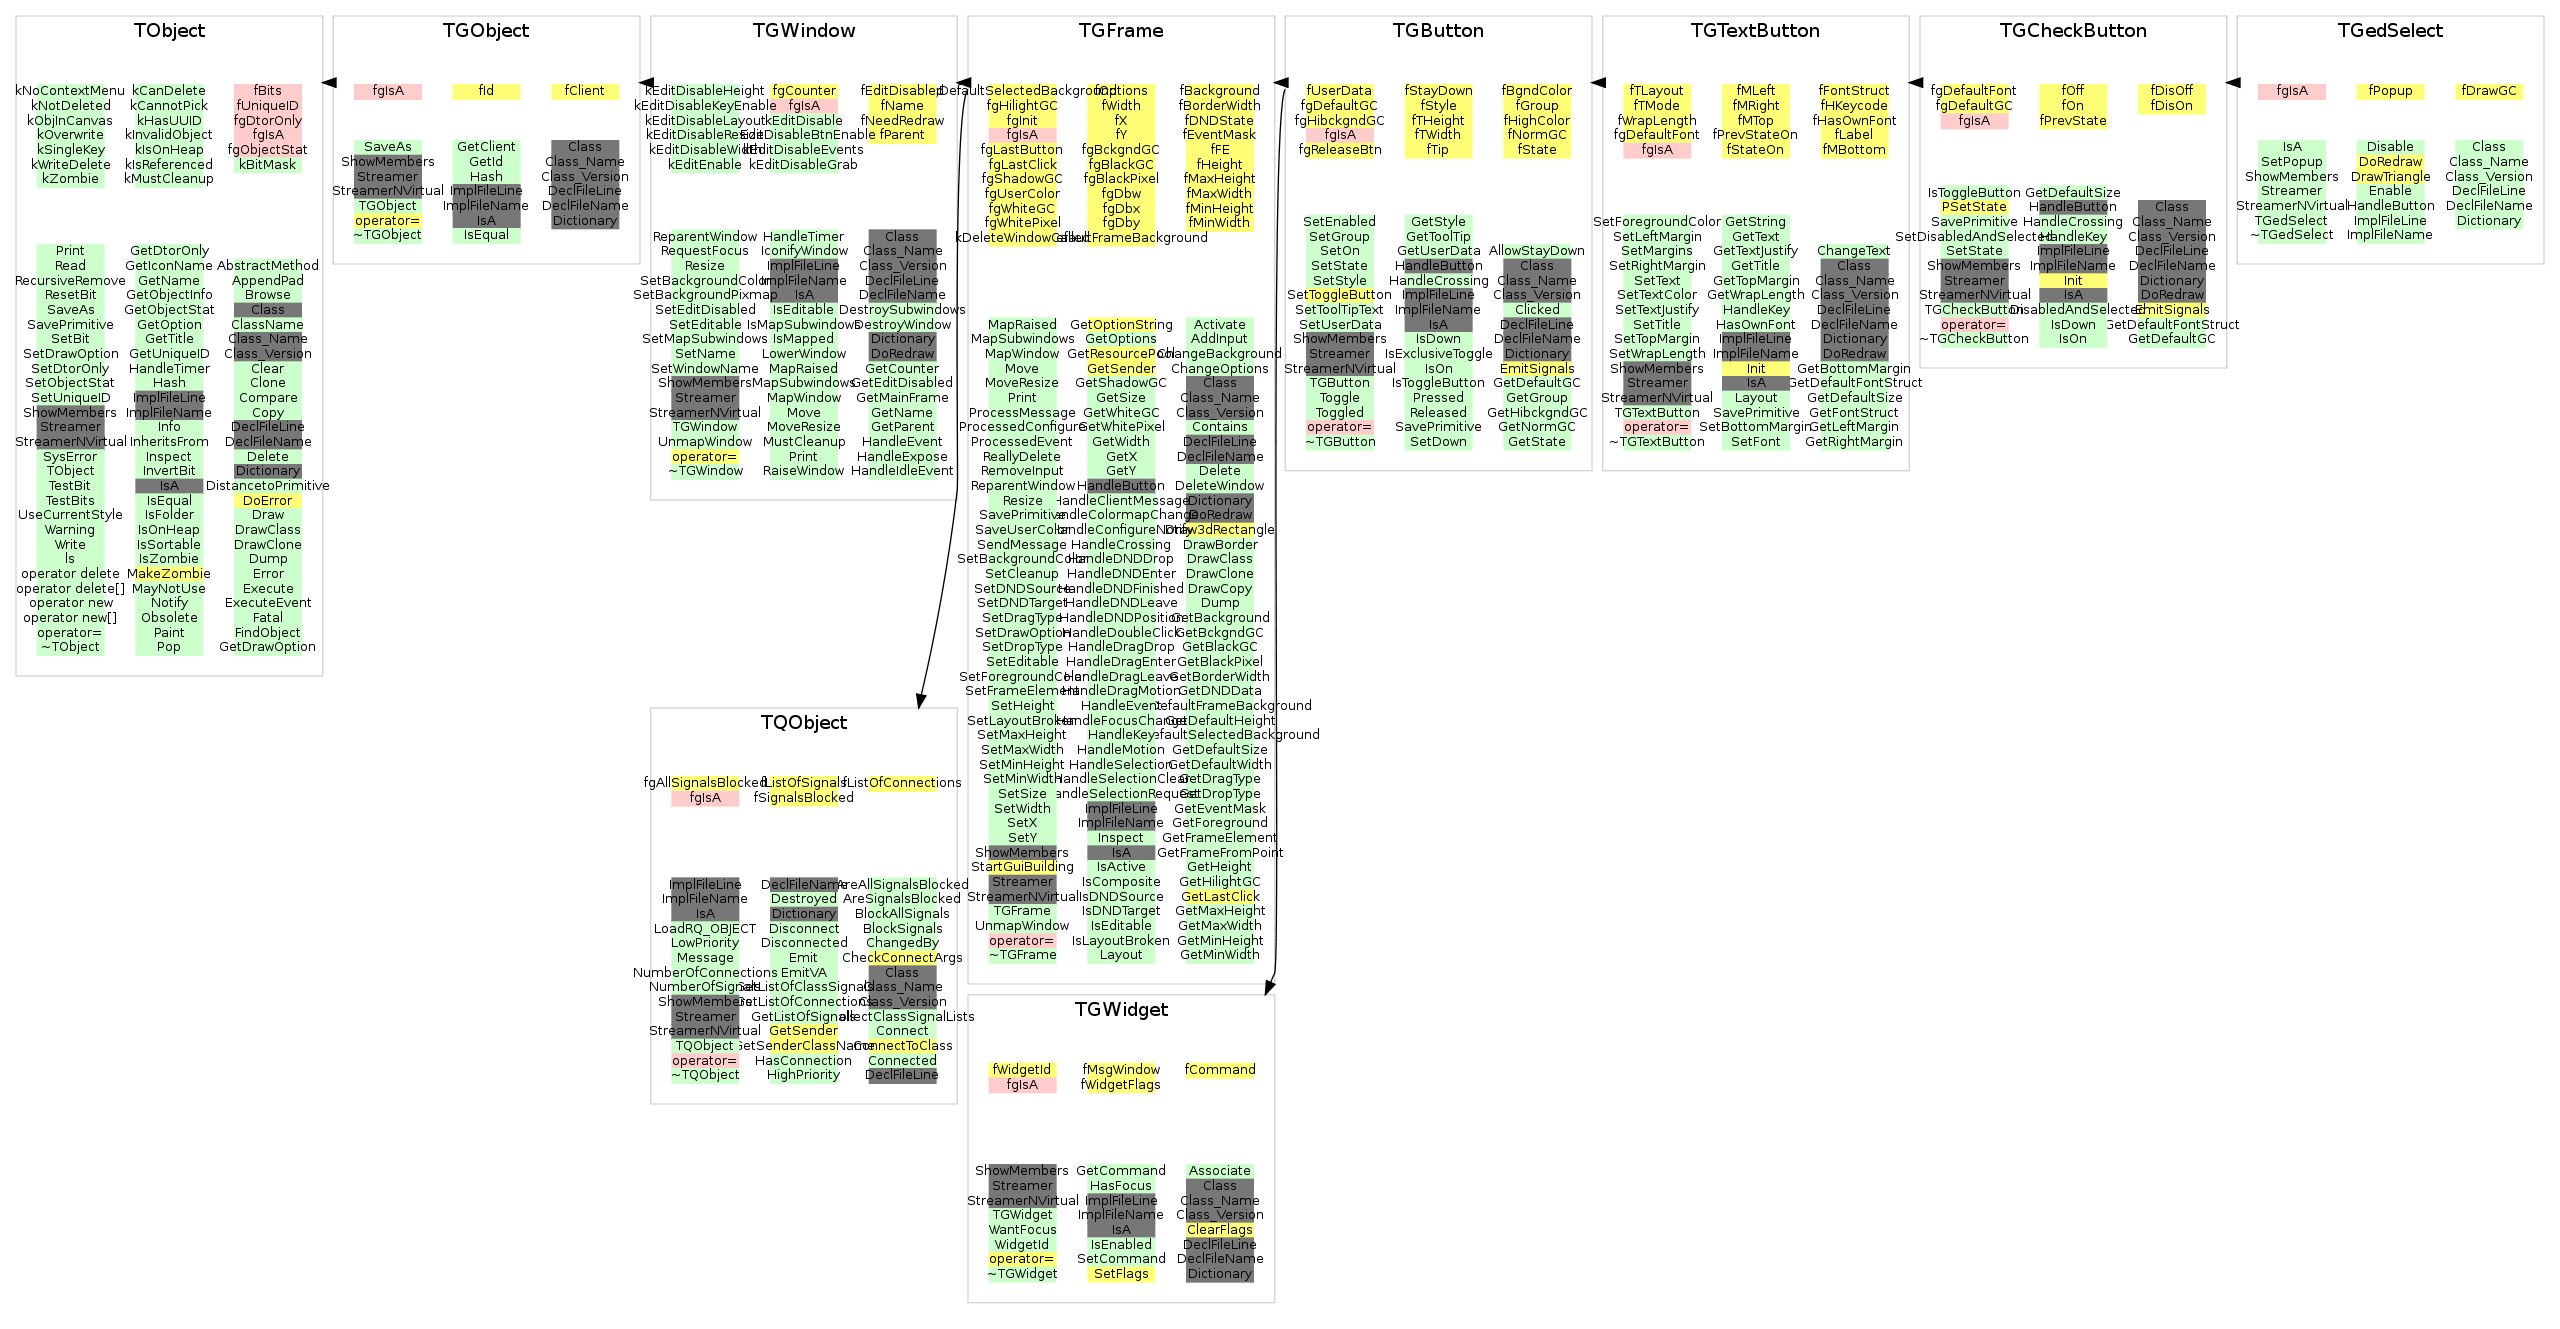 TObject
kNoContextMenu kCanDelete fBits
kNotDeleted kCannotPick fUniqueID
kObjInCanvas kHasUUID fgDtorOnly
kOverwrite kInvalidObject fgIsA
kSingleKey kIsOnHeap fgObjectStat
kWriteDelete kIsReferenced kBitMask
kZombie kMustCleanup
GetDtorOnly
Print GetIconName AbstractMethod
Read GetName AppendPad
RecursiveRemove GetObjectInfo Browse
ResetBit GetObjectStat Class
SaveAs GetOption ClassName
SavePrimitive GetTitle Class_Name
SetBit GetUniqueID Class_Version
SetDrawOption HandleTimer Clear
SetDtorOnly Hash Clone
SetObjectStat ImplFileLine Compare
SetUniqueID ImplFileName Copy
ShowMembers Info DeclFileLine
Streamer InheritsFrom DeclFileName
StreamerNVirtual Inspect Delete
SysError InvertBit Dictionary
TObject IsA DistancetoPrimitive
TestBit IsEqual DoError
TestBits IsFolder Draw
UseCurrentStyle IsOnHeap DrawClass
Warning IsSortable DrawClone
Write IsZombie Dump
ls MakeZombie Error
operator delete MayNotUse Execute
operator delete[] Notify ExecuteEvent
operator new Obsolete Fatal
operator new[] Paint FindObject
operator= Pop GetDrawOption
~TObject
TGObject
fgIsA fId fClient
SaveAs GetClient Class
ShowMembers GetId Class_Name
Streamer Hash Class_Version
StreamerNVirtual ImplFileLine DeclFileLine
TGObject ImplFileName DeclFileName
operator= IsA Dictionary
~TGObject IsEqual
TGWindow
kEditDisableHeight fgCounter fEditDisabled
kEditDisableKeyEnable fgIsA fName
kEditDisableLayout kEditDisable fNeedRedraw
kEditDisableResize kEditDisableBtnEnable fParent
kEditDisableWidth kEditDisableEvents
kEditEnable kEditDisableGrab
ReparentWindow HandleTimer Class
RequestFocus IconifyWindow Class_Name
Resize ImplFileLine Class_Version
SetBackgroundColor ImplFileName DeclFileLine
SetBackgroundPixmap IsA DeclFileName
SetEditDisabled IsEditable DestroySubwindows
SetEditable IsMapSubwindows DestroyWindow
SetMapSubwindows IsMapped Dictionary
SetName LowerWindow DoRedraw
SetWindowName MapRaised GetCounter
ShowMembers MapSubwindows GetEditDisabled
Streamer MapWindow GetMainFrame
StreamerNVirtual Move GetName
TGWindow MoveResize GetParent
UnmapWindow MustCleanup HandleEvent
operator= Print HandleExpose
~TGWindow RaiseWindow HandleIdleEvent
TQObject
fgAllSignalsBlocked fListOfSignals fListOfConnections
fgIsA fSignalsBlocked
ImplFileLine DeclFileName AreAllSignalsBlocked
ImplFileName Destroyed AreSignalsBlocked
IsA Dictionary BlockAllSignals
LoadRQ_OBJECT Disconnect BlockSignals
LowPriority Disconnected ChangedBy
Message Emit CheckConnectArgs
NumberOfConnections EmitVA Class
NumberOfSignals GetListOfClassSignals Class_Name
ShowMembers GetListOfConnections Class_Version
Streamer GetListOfSignals ollectClassSignalLists
StreamerNVirtual GetSender Connect
TQObject GetSenderClassName ConnectToClass
operator= HasConnection Connected
~TQObject HighPriority DeclFileLine
TGFrame
fgDefaultSelectedBackground fOptions fBackground
fgHilightGC fWidth fBorderWidth
fgInit fX fDNDState
fgIsA fY fEventMask
fgLastButton fgBckgndGC fFE
fgLastClick fgBlackGC fHeight
fgShadowGC fgBlackPixel fMaxHeight
fgUserColor fgDbw fMaxWidth
fgWhiteGC fgDbx fMinHeight
fgWhitePixel fgDby fMinWidth
kDeleteWindowCalled efaultFrameBackground
MapRaised GetOptionString Activate
MapSubwindows GetOptions AddInput
MapWindow GetResourcePool ChangeBackground
Move GetSender ChangeOptions
MoveResize GetShadowGC Class
Print GetSize Class_Name
ProcessMessage GetWhiteGC Class_Version
ProcessedConfigure GetWhitePixel Contains
ProcessedEvent GetWidth DeclFileLine
ReallyDelete GetX DeclFileName
RemoveInput GetY Delete
ReparentWindow HandleButton DeleteWindow
Resize HandleClientMessage Dictionary
SavePrimitive andleColormapChange DoRedraw
SaveUserColor HandleConfigureNotify Draw3dRectangle
SendMessage HandleCrossing DrawBorder
SetBackgroundColor HandleDNDDrop DrawClass
SetCleanup HandleDNDEnter DrawClone
SetDNDSource HandleDNDFinished DrawCopy
SetDNDTarget HandleDNDLeave Dump
SetDragType HandleDNDPosition GetBackground
SetDrawOption HandleDoubleClick GetBckgndGC
SetDropType HandleDragDrop GetBlackGC
SetEditable HandleDragEnter GetBlackPixel
SetForegroundColor HandleDragLeave GetBorderWidth
SetFrameElement HandleDragMotion GetDNDData
SetHeight HandleEvent efaultFrameBackground
SetLayoutBroken HandleFocusChange GetDefaultHeight
SetMaxHeight HandleKey efaultSelectedBackground
SetMaxWidth HandleMotion GetDefaultSize
SetMinHeight HandleSelection GetDefaultWidth
SetMinWidth HandleSelectionClear GetDragType
SetSize andleSelectionRequest GetDropType
SetWidth ImplFileLine GetEventMask
SetX ImplFileName GetForeground
SetY Inspect GetFrameElement
ShowMembers IsA GetFrameFromPoint
StartGuiBuilding IsActive GetHeight
Streamer IsComposite GetHilightGC
StreamerNVirtual IsDNDSource GetLastClick
TGFrame IsDNDTarget GetMaxHeight
UnmapWindow IsEditable GetMaxWidth
operator= IsLayoutBroken GetMinHeight
~TGFrame Layout GetMinWidth
TGWidget
fWidgetId fMsgWindow fCommand
fgIsA fWidgetFlags
ShowMembers GetCommand Associate
Streamer HasFocus Class
StreamerNVirtual ImplFileLine Class_Name
TGWidget ImplFileName Class_Version
WantFocus IsA ClearFlags
WidgetId IsEnabled DeclFileLine
operator= SetCommand DeclFileName
~TGWidget SetFlags Dictionary
TGButton
fUserData fStayDown fBgndColor
fgDefaultGC fStyle fGroup
fgHibckgndGC fTHeight fHighColor
fgIsA fTWidth fNormGC
fgReleaseBtn fTip fState
SetEnabled GetStyle
SetGroup GetToolTip
SetOn GetUserData AllowStayDown
SetState HandleButton Class
SetStyle HandleCrossing Class_Name
SetToggleButton ImplFileLine Class_Version
SetToolTipText ImplFileName Clicked
SetUserData IsA DeclFileLine
ShowMembers IsDown DeclFileName
Streamer IsExclusiveToggle Dictionary
StreamerNVirtual IsOn EmitSignals
TGButton IsToggleButton GetDefaultGC
Toggle Pressed GetGroup
Toggled Released GetHibckgndGC
operator= SavePrimitive GetNormGC
~TGButton SetDown GetState
TGTextButton
fTLayout fMLeft fFontStruct
fTMode fMRight fHKeycode
fWrapLength fMTop fHasOwnFont
fgDefaultFont fPrevStateOn fLabel
fgIsA fStateOn fMBottom
SetForegroundColor GetString
SetLeftMargin GetText
SetMargins GetTextJustify ChangeText
SetRightMargin GetTitle Class
SetText GetTopMargin Class_Name
SetTextColor GetWrapLength Class_Version
SetTextJustify HandleKey DeclFileLine
SetTitle HasOwnFont DeclFileName
SetTopMargin ImplFileLine Dictionary
SetWrapLength ImplFileName DoRedraw
ShowMembers Init GetBottomMargin
Streamer IsA GetDefaultFontStruct
StreamerNVirtual Layout GetDefaultSize
TGTextButton SavePrimitive GetFontStruct
operator= SetBottomMargin GetLeftMargin
~TGTextButton SetFont GetRightMargin
TGCheckButton
fgDefaultFont fOff fDisOff
fgDefaultGC fOn fDisOn
fgIsA fPrevState
IsToggleButton GetDefaultSize
PSetState HandleButton Class
SavePrimitive HandleCrossing Class_Name
SetDisabledAndSelected HandleKey Class_Version
SetState ImplFileLine DeclFileLine
ShowMembers ImplFileName DeclFileName
Streamer Init Dictionary
StreamerNVirtual IsA DoRedraw
TGCheckButton DisabledAndSelected EmitSignals
operator= IsDown GetDefaultFontStruct
~TGCheckButton IsOn GetDefaultGC
TGedSelect
fgIsA fPopup fDrawGC
IsA Disable Class
SetPopup DoRedraw Class_Name
ShowMembers DrawTriangle Class_Version
Streamer Enable DeclFileLine
StreamerNVirtual HandleButton DeclFileName
TGedSelect ImplFileLine Dictionary
~TGedSelect ImplFileName